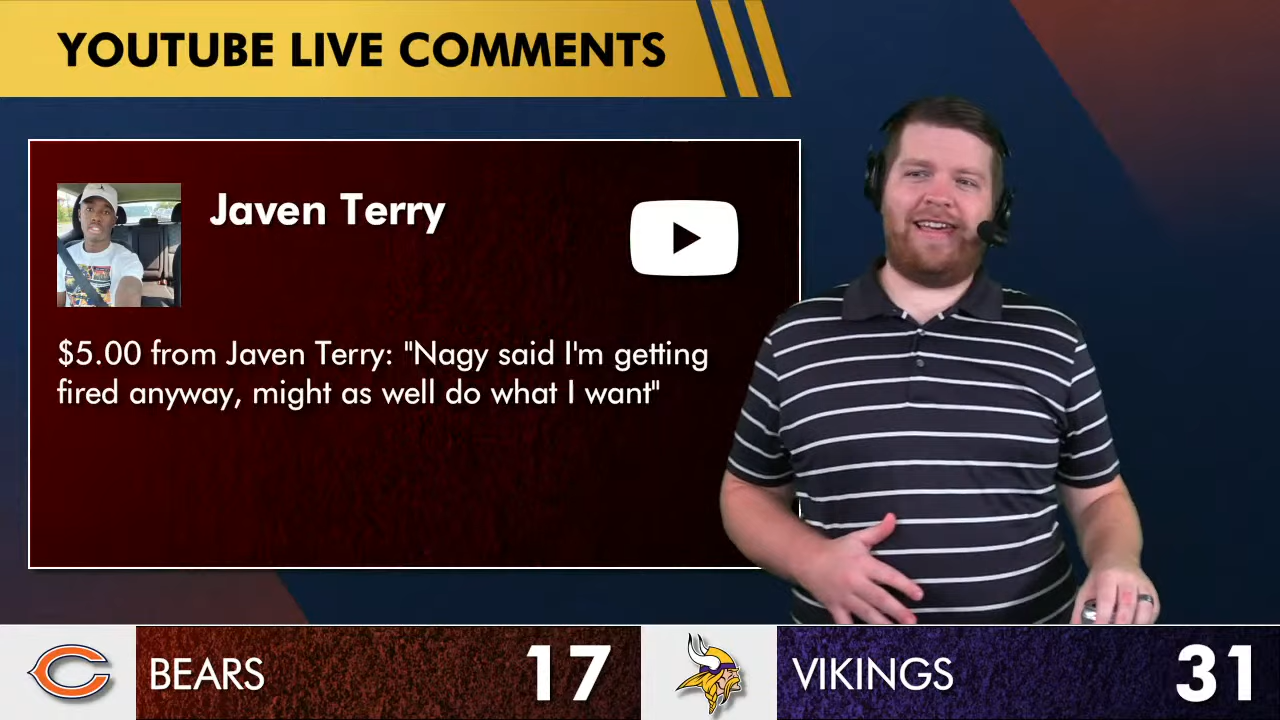 YOUTUBE LIVE COMMENTS
Javen Terry
$5.00 from Javen Terry: "Nagy said I'm getting
fired anyway, might as well do what I want"
BEARS 17 VIKINGS 31